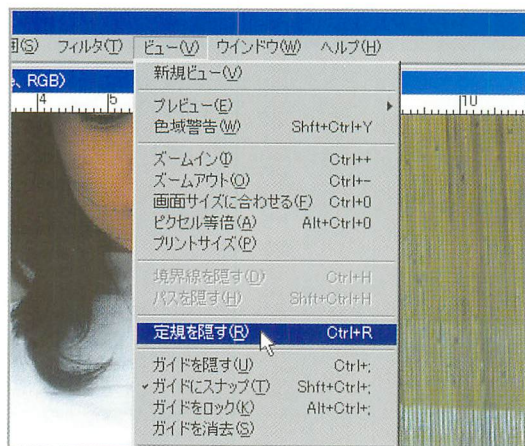 (S) フィルタ(T) ビュー(V) ウインドウ(W) ヘルプ(H)
, RGB)
4 5 10
新規ビュー(V)
プレビュー(E)
色域警告(W) Shft+Ctrl+Y
ズームイン(I) Ctrl++
ズームアウト(O) Ctrl+-
画面サイズに合わせる(F) Ctrl+0
ピクセル等倍(A) Alt+Ctrl+0
プリントサイズ(P)
境界線を隠す(D) Ctrl+H
パスを隠す(H) Shft+Ctrl+H
定規を隠す(R) Ctrl+R
ガイドを隠す(U) Ctrl+;
ガイドにスナップ(T) Shft+Ctrl+;
ガイドをロック(K) Alt+Ctrl+;
ガイドを消去(S)